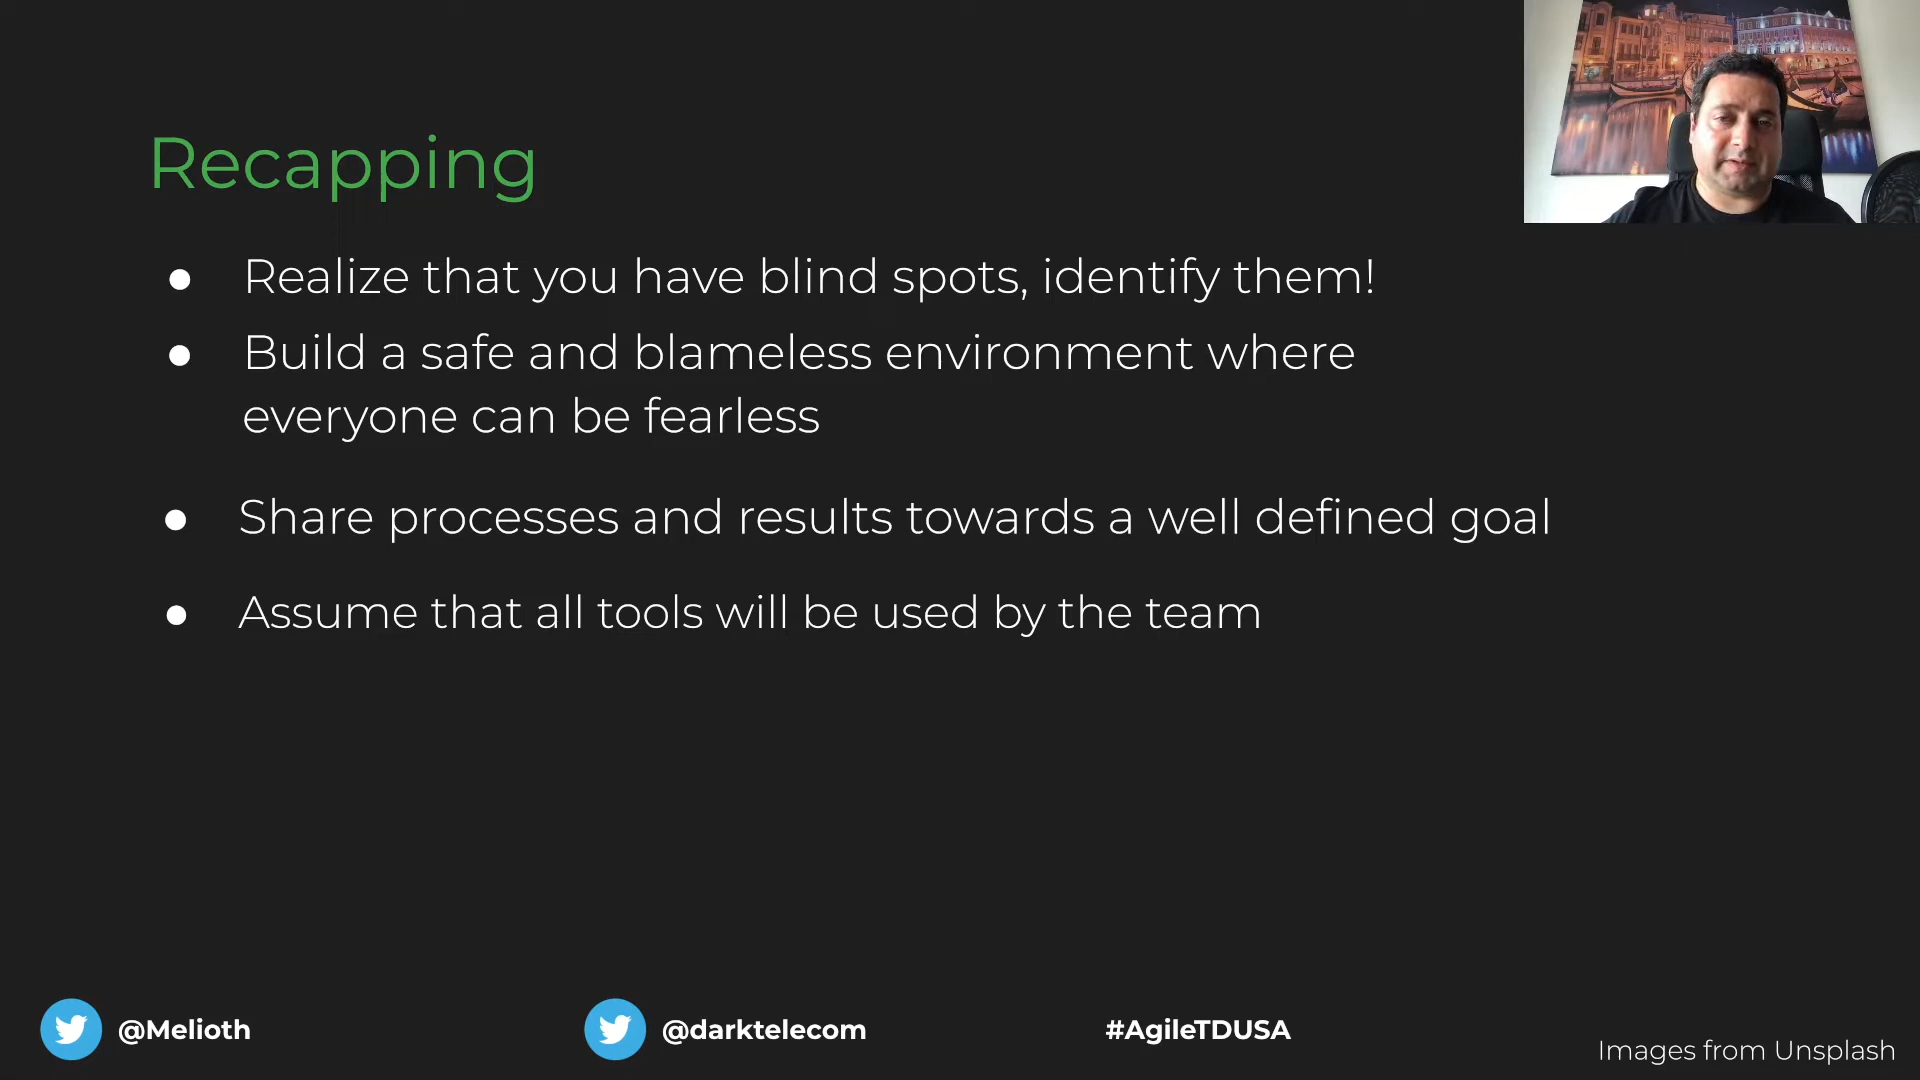 Recapping
● Realize that you have blind spots, identify them!
● Build a safe and blameless environment where
everyone can be fearless
● Share processes and results towards a well defined goal
● Assume that all tools will be used by the team
@Melioth
@darktelecom
#AgileTDUSA
Images from Unsplash